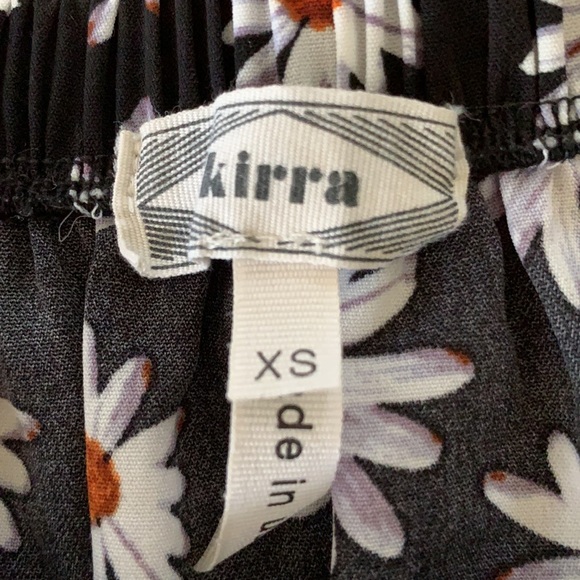 kirra
XS
de in